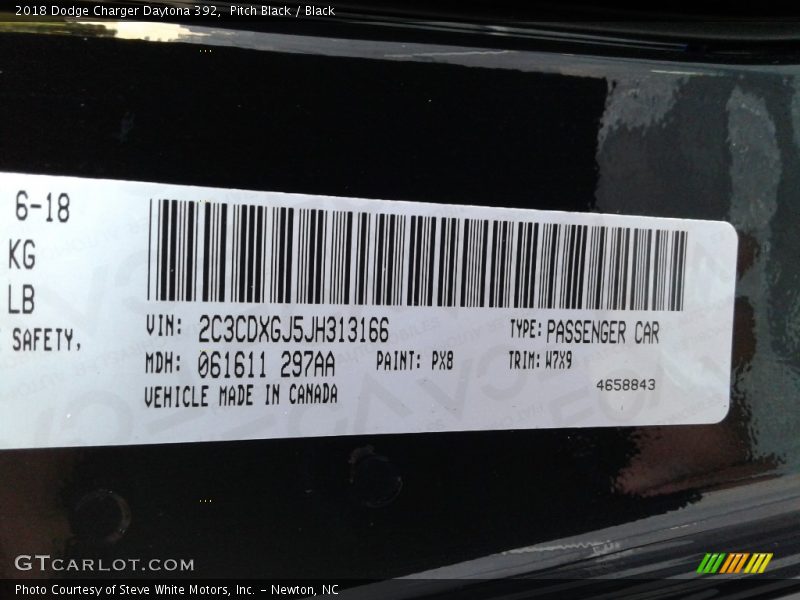 2018 Dodge Charger Daytona 392,  Pitch Black / Black
6-18
KG
LB
SAFETY,
VIN: 2C3CDXGJ5JH313166
TYPE: PASSENGER CAR
MDH: 061611 297AA
PAINT: PX8
TRIM: W7X9
VEHICLE MADE IN CANADA
4658843
GTCARLOT.COM
Photo Courtesy of Steve White Motors, Inc. – Newton, NC